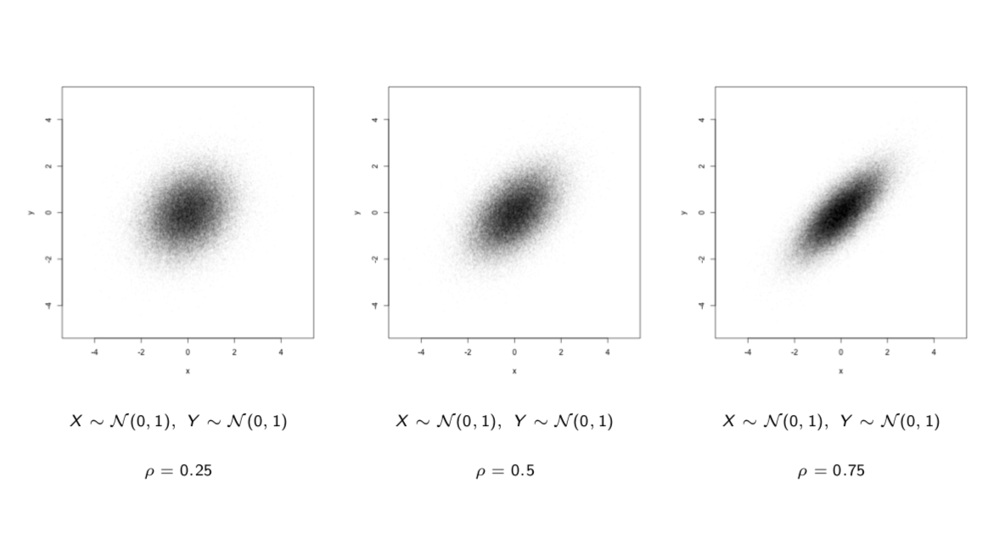 4 4 4
2 2 2
y 0 y 0 y 0
-2 -2 -2
-4 -4 -4
-4 -2 0 2 4 -4 -2 0 2 4 -4 -2 0 2 4
x x x
X ∼ 𝒩(0, 1), Y ∼ 𝒩(0, 1) X ∼ 𝒩(0, 1), Y ∼ 𝒩(0, 1) X ∼ 𝒩(0, 1), Y ∼ 𝒩(0, 1)
ρ = 0.25 ρ = 0.5 ρ = 0.75